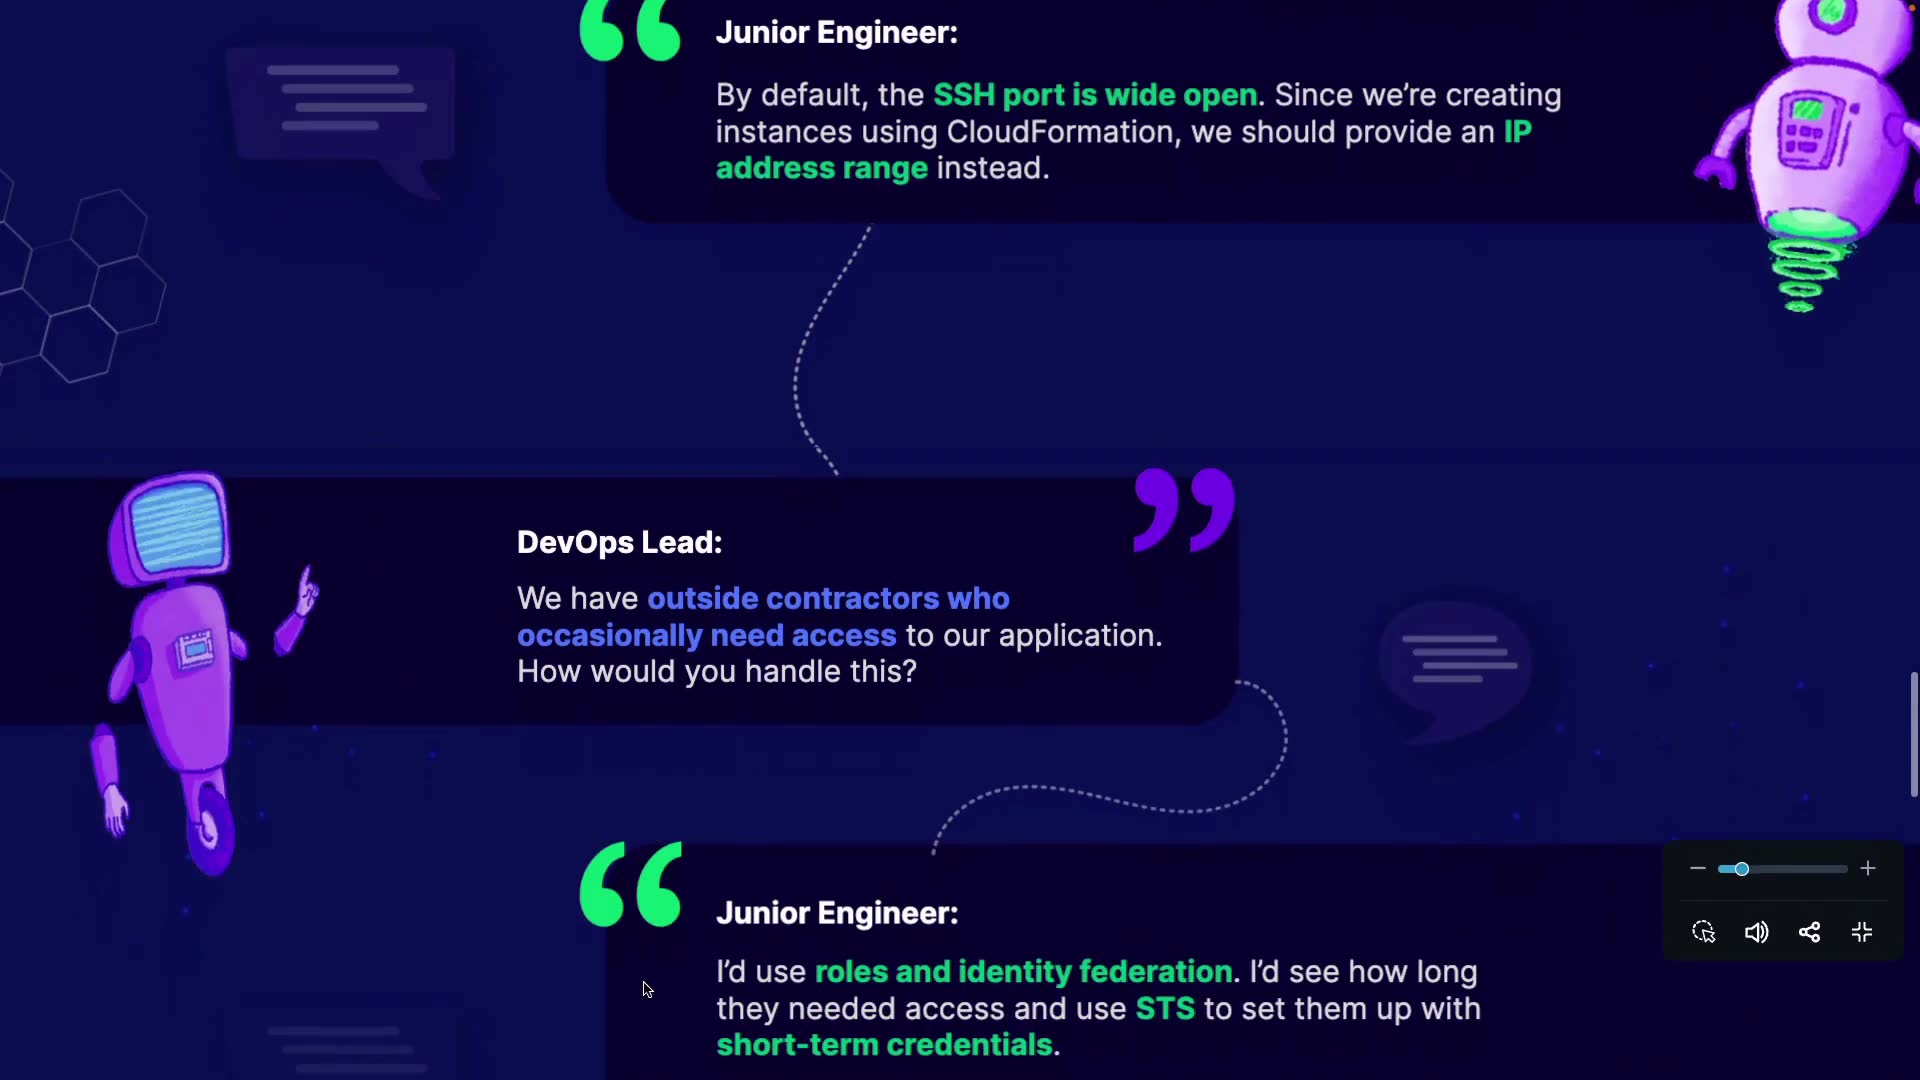 Junior Engineer:
By default, the SSH port is wide open. Since we’re creating
instances using CloudFormation, we should provide an IP
address range instead.
DevOps Lead:
We have outside contractors who
occasionally need access to our application.
How would you handle this?
Junior Engineer:
I’d use roles and identity federation. I’d see how long
they needed access and use STS to set them up with
short-term credentials.